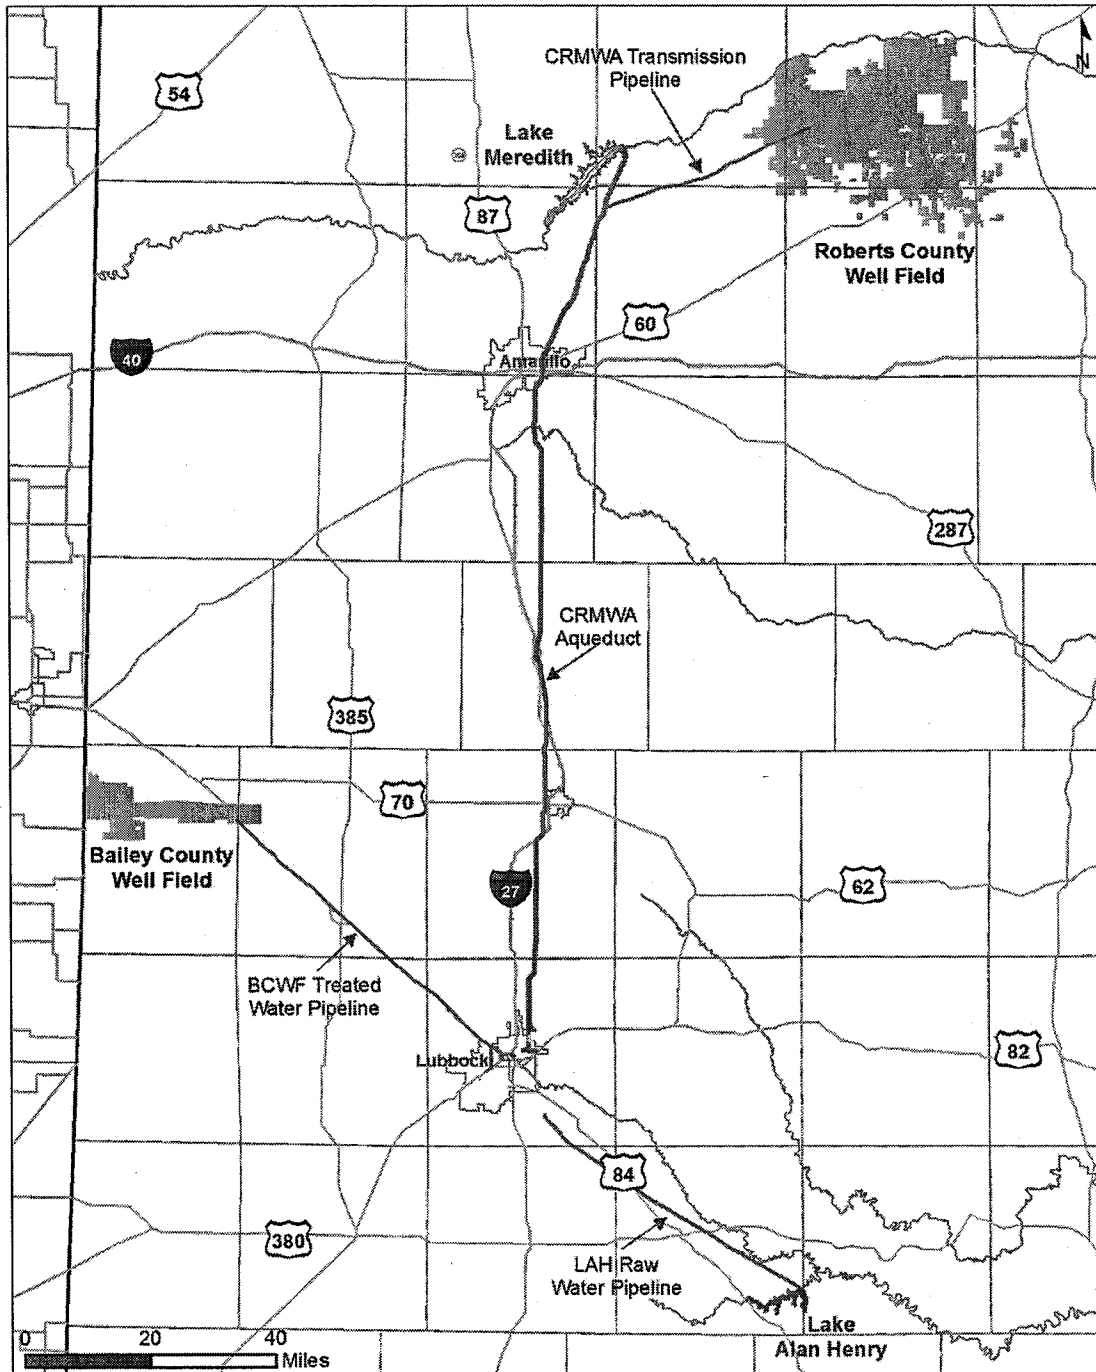 CRMWA Transmission
Pipeline
N
54
Lake
Meredith
87
Roberts County
Well Field
60
40
Amarillo
287
CRMWA
Aqueduct
385
70
Bailey County
Well Field
62
27
BCWF Treated
Water Pipeline
Lubbock
82
84
380
LAH Raw
Water Pipeline
Lake
Alan Henry
0 20 40
Miles